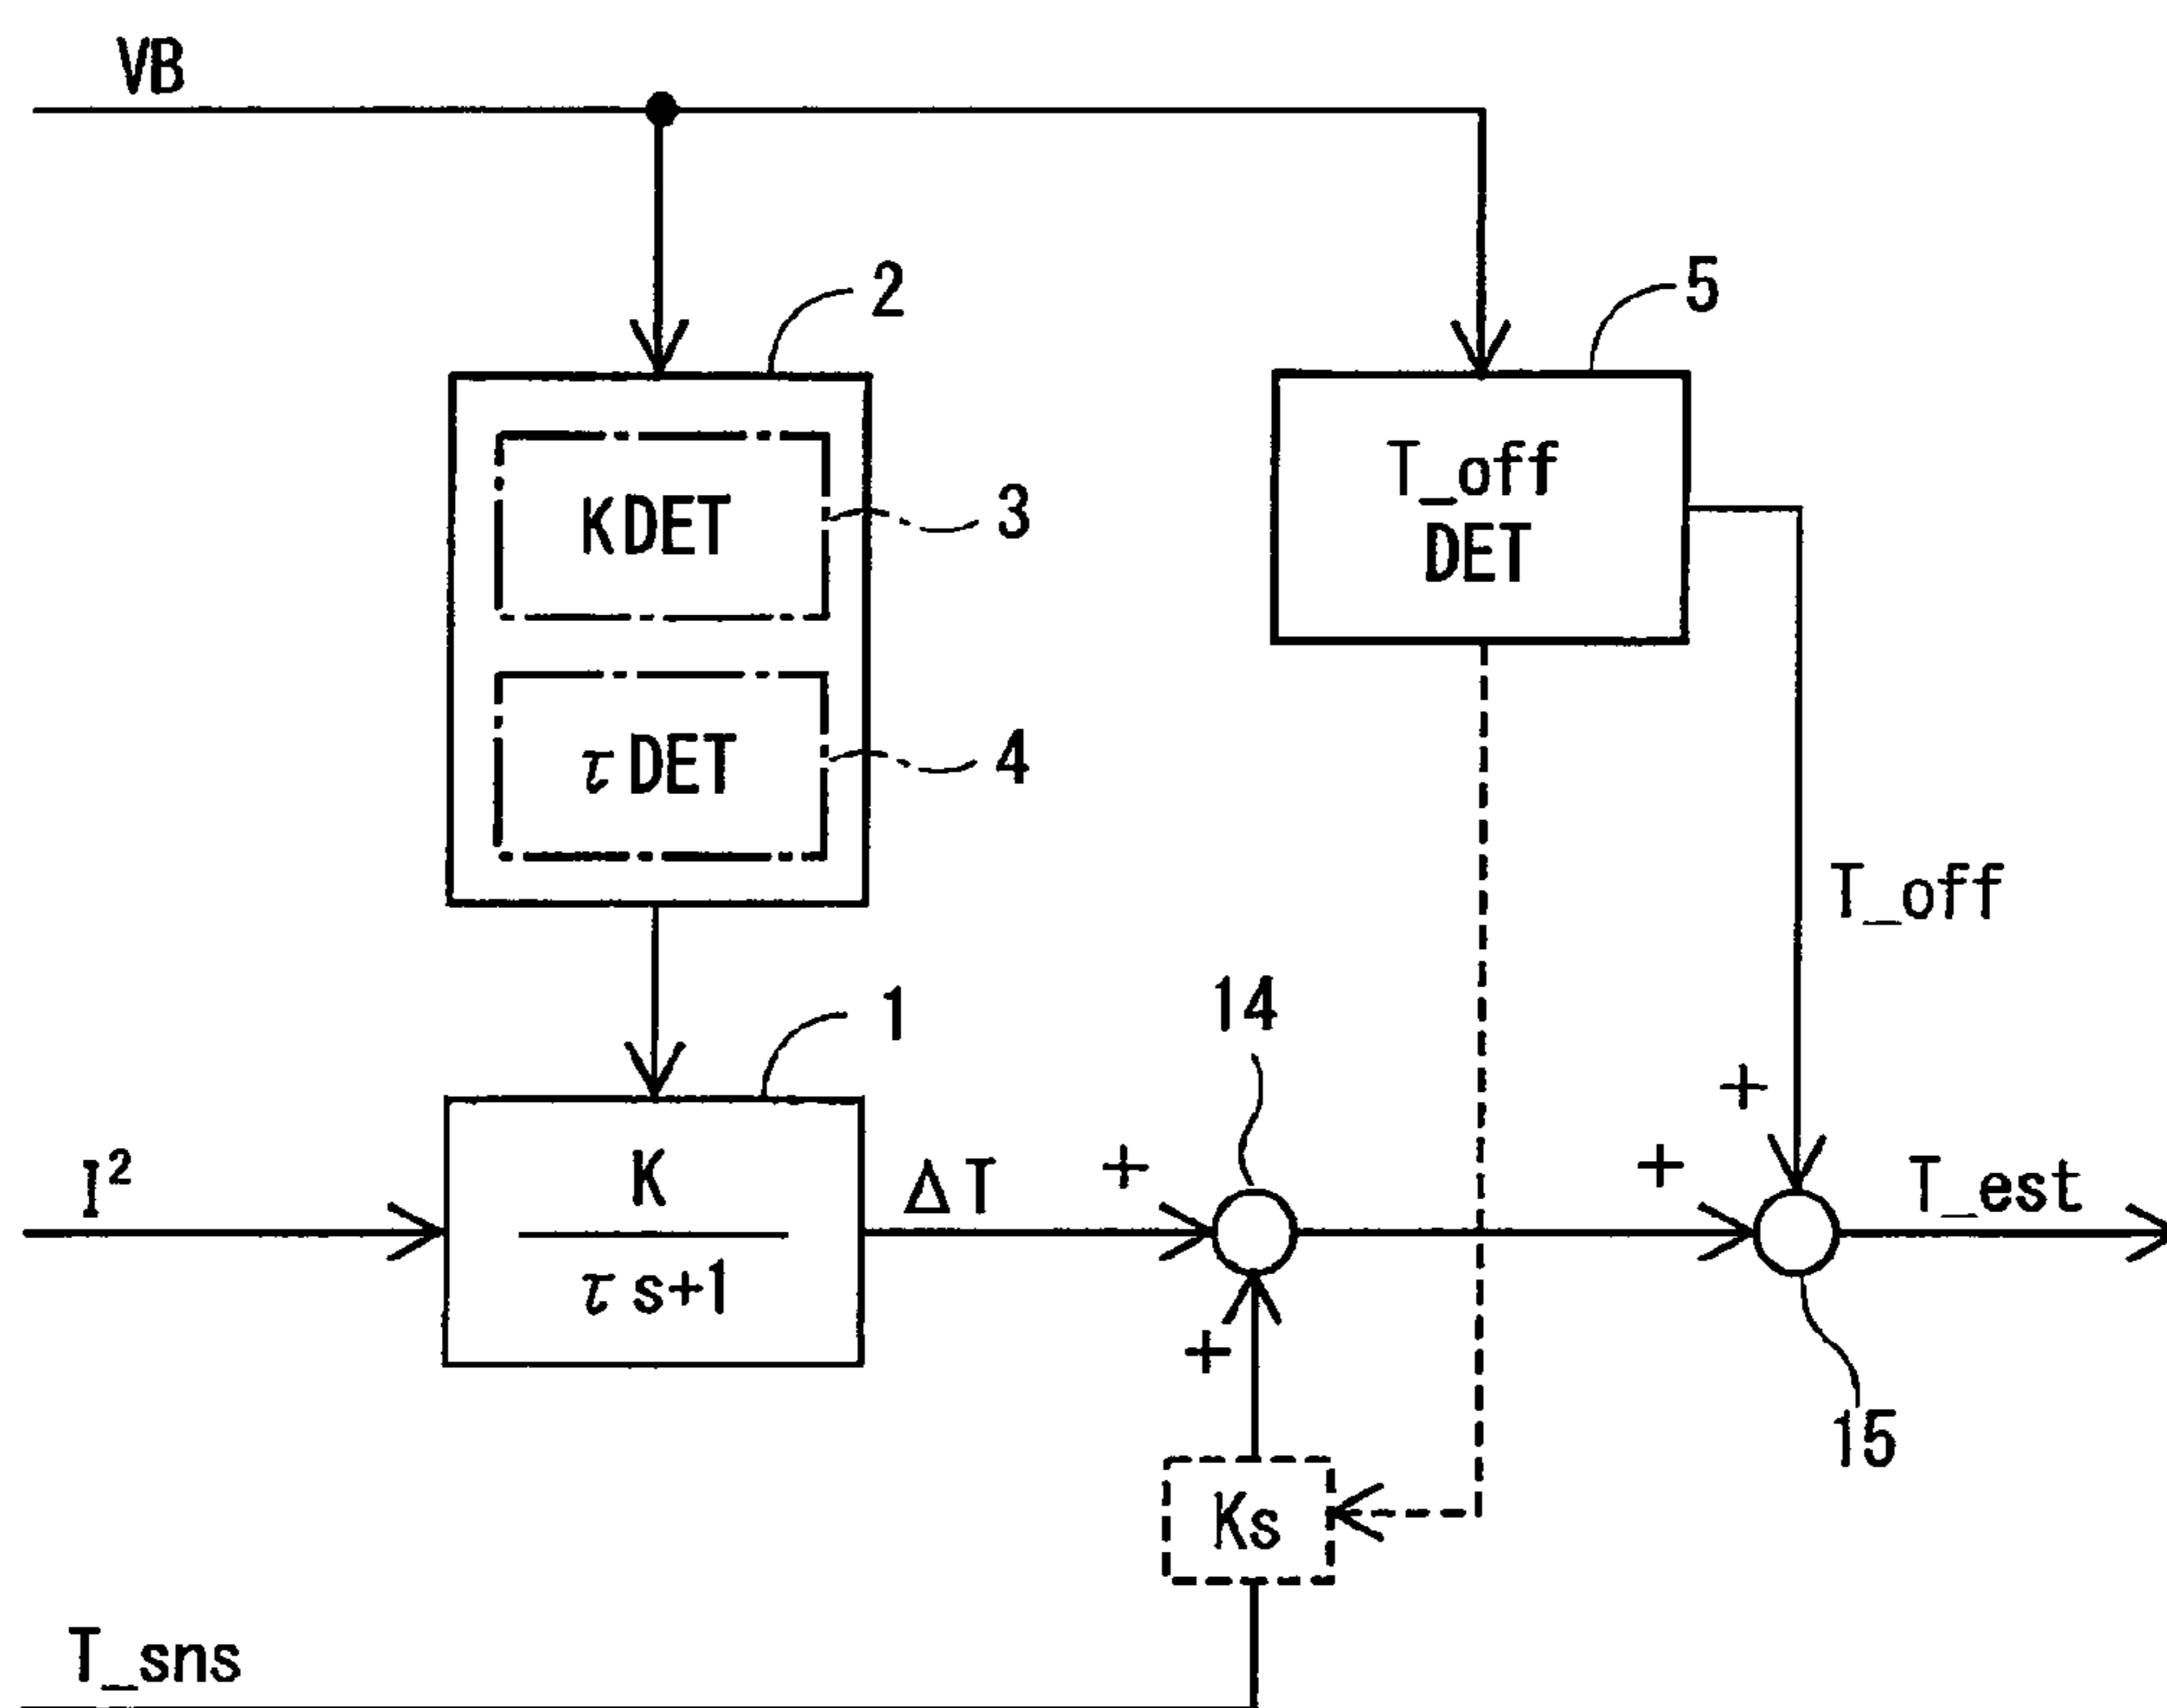 VB
2
5
KDET
3
T_off
DET
τDET
4
T_off
14
1
+
I²
K
τs+1
ΔT
+
+
T_est
+
15
Ks
T_sns